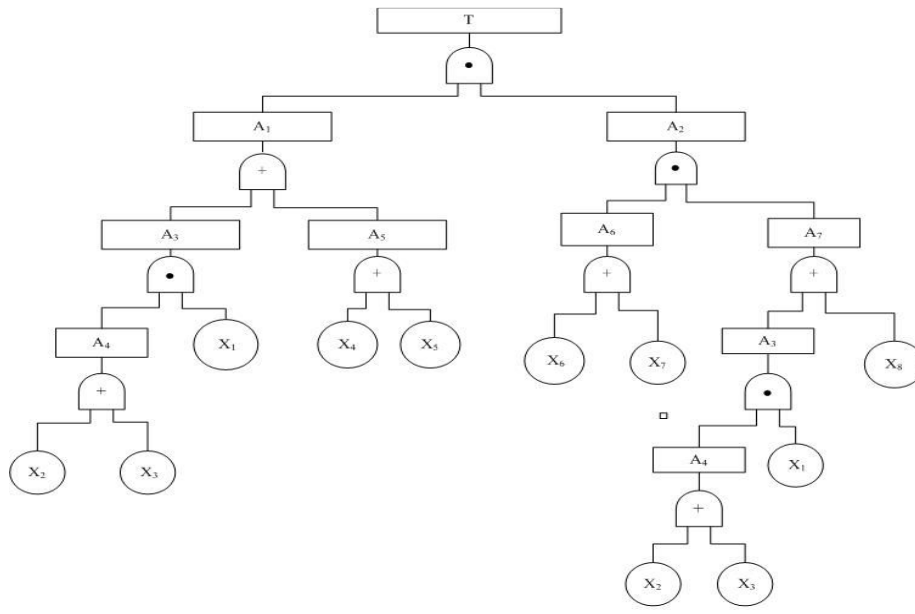 T
A₁ A₂
A₃ A₅ A₆ A₇
A₄ X₁ X₄ X₅ X₆ X₇ A₃ X₈
X₂ X₃ A₄ X₁
X₂ X₃